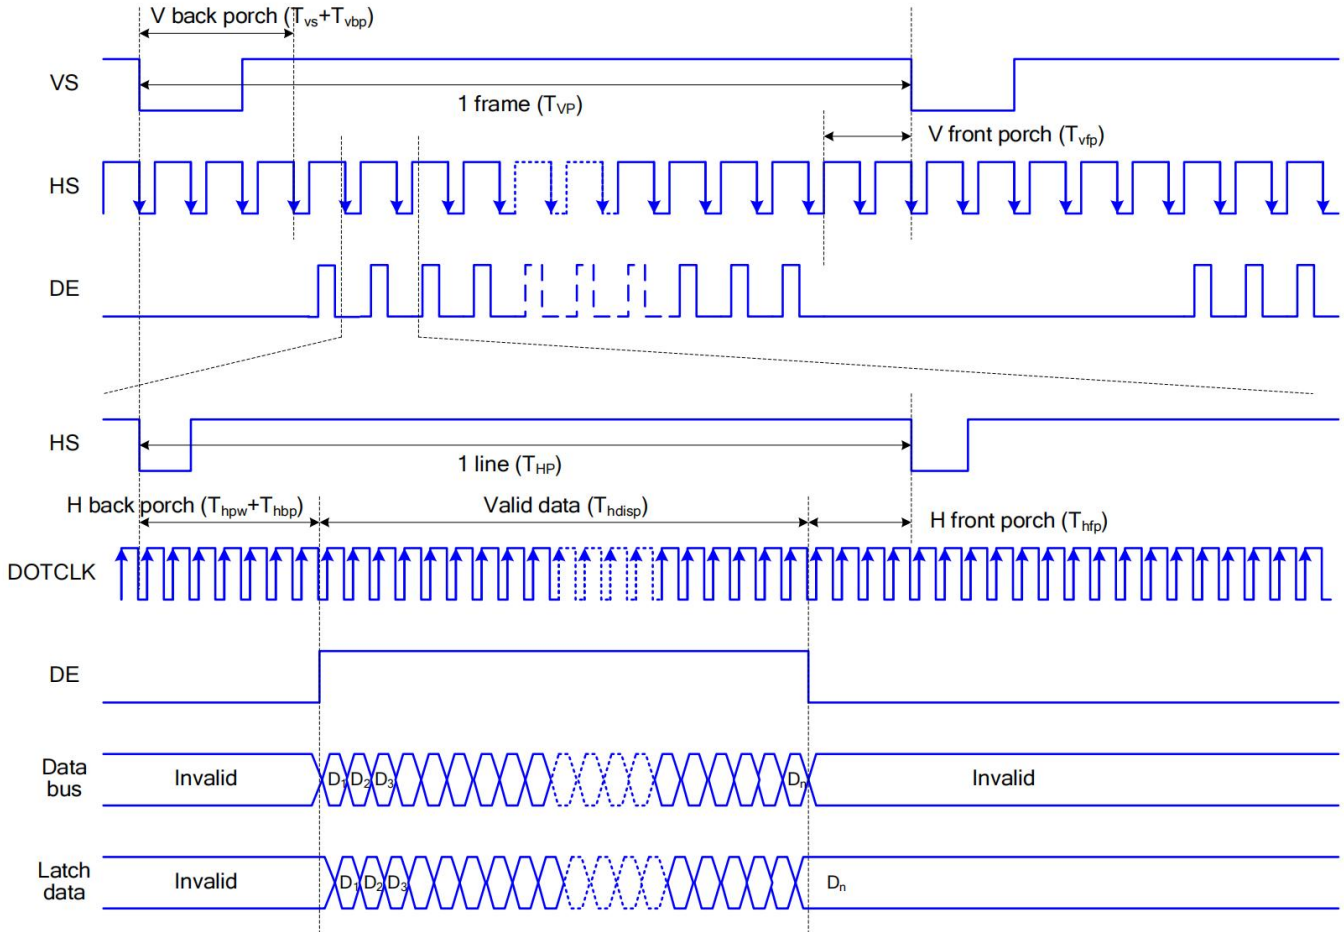 V back porch (Tvs+Tvbp)
VS
1 frame (TVP)
V front porch (Tvfp)
HS
DE
HS
1 line (THP)
H back porch (Thpw+Thbp)
Valid data (Thdisp)
H front porch (Thfp)
DOTCLK
DE
Data
bus
Invalid
D1 D2 D3
Dn
Invalid
Latch
data
Invalid
D1 D2 D3
Dn